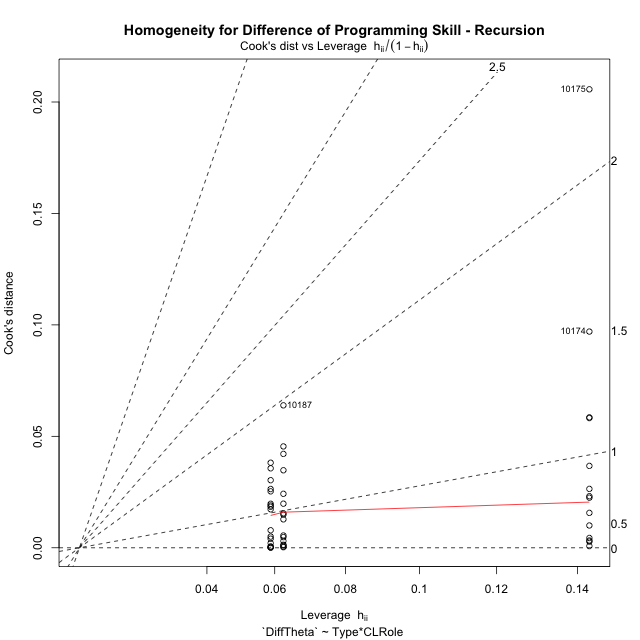 Homogeneity for Difference of Programming Skill - Recursion
Cook's dist vs Leverage hii/(1 − hii)
2.5
10175
2
10174
1.5
10187
1
0.5
0
0.20
0.15
0.10
0.05
0.00
Cook's distance
0.04 0.06 0.08 0.1 0.12 0.14
Leverage hii
`DiffTheta` ~ Type*CLRole